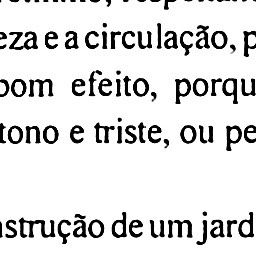 eza e a circulação, p
bom efeito, porqu
tono e triste, ou pe
nstrução de um jard